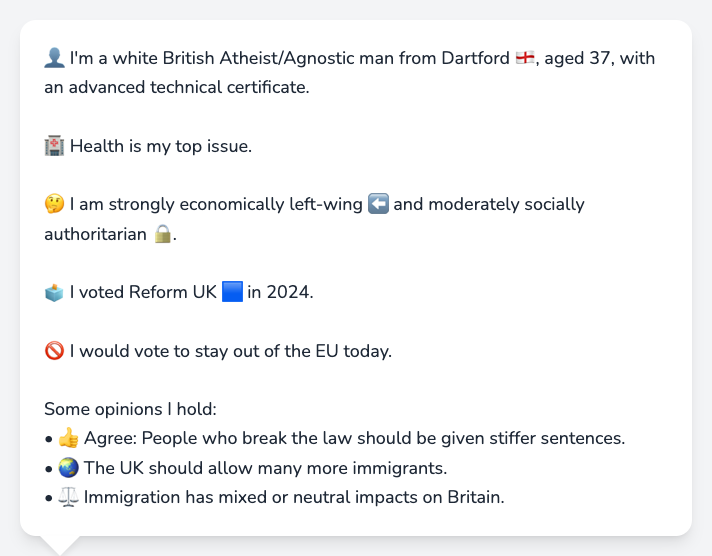 👤 I'm a white British Atheist/Agnostic man from Dartford 🏴󠁧󠁢󠁥󠁮󠁧󠁿, aged 37, with
an advanced technical certificate.
🏥 Health is my top issue.
🤔 I am strongly economically left-wing ⬅️ and moderately socially
authoritarian 🔒.
🗳️ I voted Reform UK 🟦 in 2024.
🚫 I would vote to stay out of the EU today.
Some opinions I hold:
• 👍 Agree: People who break the law should be given stiffer sentences.
• 🌏 The UK should allow many more immigrants.
• ⚖️ Immigration has mixed or neutral impacts on Britain.